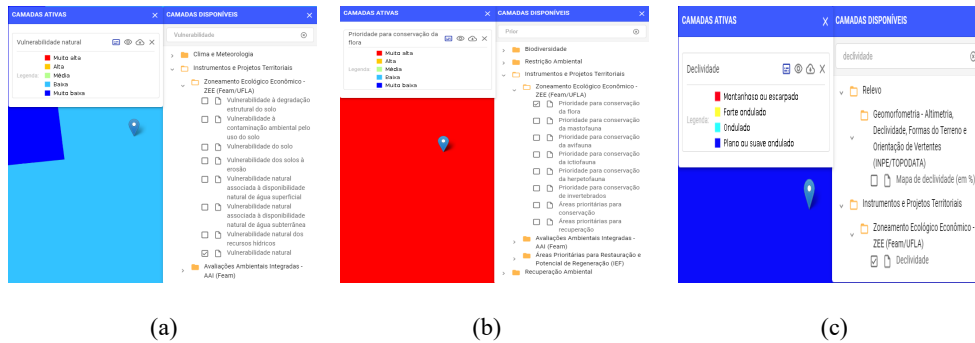 CAMADAS ATIVAS
CAMADAS DISPONÍVEIS
Vulnerabilidade
Vulnerabilidade natural
Legenda:
Muito alta
Alta
Média
Baixa
Muito baixa
Clima e Meteorologia
Instrumentos e Projetos Territoriais
Zoneamento Ecológico Econômico -
ZEE (Feam/UFLA)
Vulnerabilidade à degradação
estrutural do solo
Vulnerabilidade à
contaminação ambiental pelo
uso do solo
Vulnerabilidade do solo
Vulnerabilidade dos solos à
erosão
Vulnerabilidade natural
associada à disponibilidade
natural de água superficial
Vulnerabilidade natural
associada à disponibilidade
natural de água subterrânea
Vulnerabilidade natural dos
recursos hídricos
Vulnerabilidade natural
Avaliações Ambientais Integradas -
AAI (Feam)
(a)
CAMADAS ATIVAS
CAMADAS DISPONÍVEIS
Prior
Prioridade para conservação da
flora
Legenda:
Muito alta
Alta
Média
Baixa
Muito baixa
Biodiversidade
Restrição Ambiental
Instrumentos e Projetos Territoriais
Zoneamento Ecológico Econômico -
ZEE (Feam/UFLA)
Prioridade para conservação
da flora
Prioridade para conservação
da mastofauna
Prioridade para conservação
da avifauna
Prioridade para conservação
da ictiofauna
Prioridade para conservação
da herpetofauna
Prioridade para conservação
de invertebrados
Áreas prioritárias para
conservação
Áreas prioritárias para
recuperação
Avaliações Ambientais Integradas -
AAI (Feam)
Áreas Prioritárias para Restauração e
Potencial de Regeneração (IEF)
Recuperação Ambiental
(b)
CAMADAS ATIVAS
CAMADAS DISPONÍVEIS
declividade
Declividade
Legenda:
Montanhoso ou escarpado
Forte ondulado
Ondulado
Plano ou suave ondulado
Relevo
Geomorfometria - Altimetria,
Declividade, Formas do Terreno e
Orientação de Vertentes
(INPE/TOPODATA)
Mapa de declividade (em %)
Instrumentos e Projetos Territoriais
Zoneamento Ecológico Econômico -
ZEE (Feam/UFLA)
Declividade
(c)